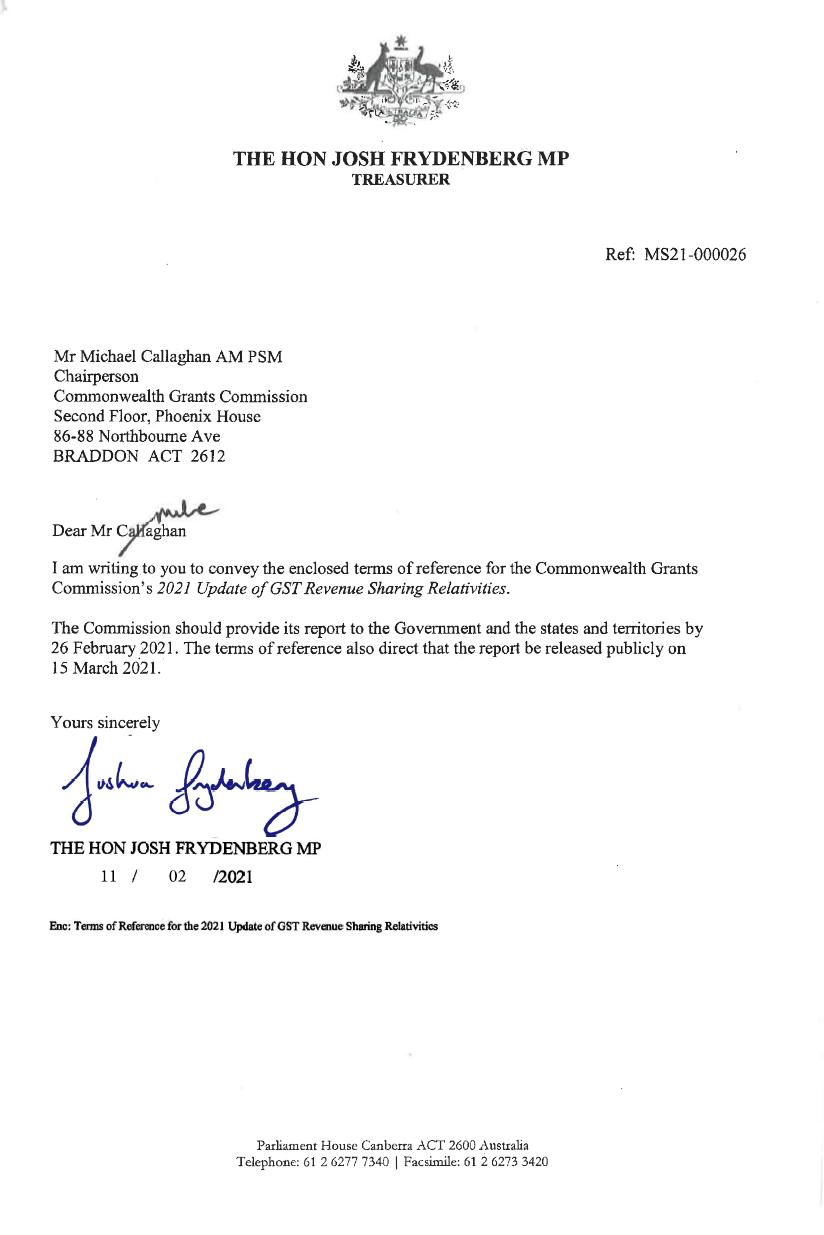 AUSTRALIA
THE HON JOSH FRYDENBERG MP
TREASURER
Ref: MS21-000026
Mr Michael Callaghan AM PSM
Chairperson
Commonwealth Grants Commission
Second Floor, Phoenix House
86-88 Northbourne Ave
BRADDON ACT 2612
mike
Dear Mr Callaghan
I am writing to you to convey the enclosed terms of reference for the Commonwealth Grants
Commission's 2021 Update of GST Revenue Sharing Relativities.
The Commission should provide its report to the Government and the states and territories by
26 February 2021. The terms of reference also direct that the report be released publicly on
15 March 2021.
Yours sincerely
Joshua Frydenberg
THE HON JOSH FRYDENBERG MP
11 / 02 /2021
Enc: Terms of Reference for the 2021 Update of GST Revenue Sharing Relativities
Parliament House Canberra ACT 2600 Australia
Telephone: 61 2 6277 7340 | Facsimile: 61 2 6273 3420